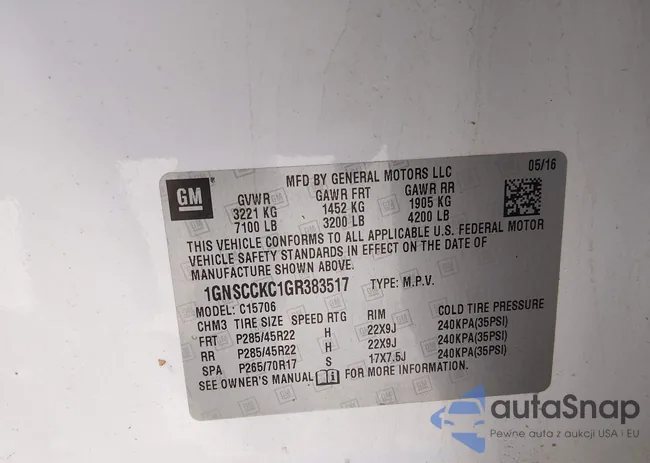 GM
MFD BY GENERAL MOTORS LLC
05/16
GVWR GAWR FRT GAWR RR
3221 KG 1452 KG 1905 KG
7100 LB 3200 LB 4200 LB
THIS VEHICLE CONFORMS TO ALL APPLICABLE U.S. FEDERAL MOTOR
VEHICLE SAFETY STANDARDS IN EFFECT ON THE DATE OF
MANUFACTURE SHOWN ABOVE.
1GNSCCKC1GR383517 TYPE: M.P.V.
MODEL: C15706
CHM3 TIRE SIZE SPEED RTG RIM COLD TIRE PRESSURE
FRT P285/45R22 H 22X9J 240KPA(35PSI)
RR P285/45R22 H 22X9J 240KPA(35PSI)
SPA P265/70R17 S 17X7.5J 240KPA(35PSI)
SEE OWNER'S MANUAL FOR MORE INFORMATION.
autaSnap
Pewne auta z aukcji USA i EU